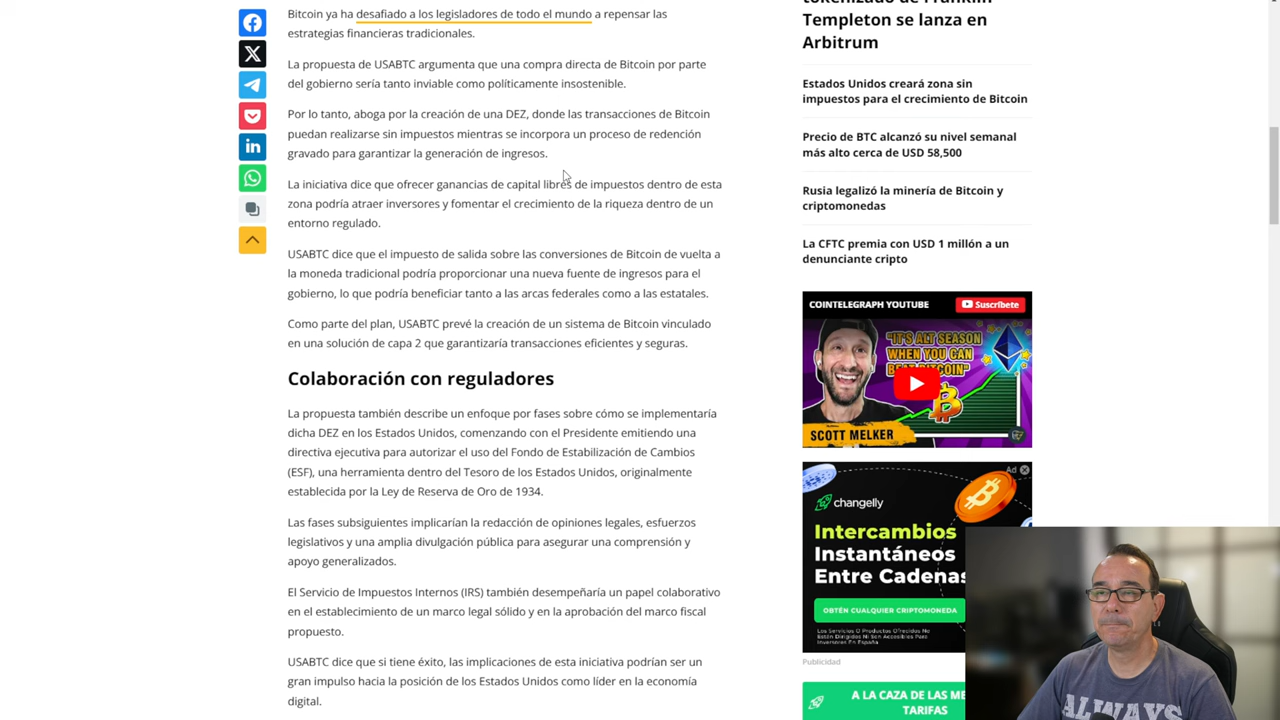 Bitcoin ya ha desafiado a los legisladores de todo el mundo a repensar las
estrategias financieras tradicionales.
La propuesta de USABTC argumenta que una compra directa de Bitcoin por parte
del gobierno sería tanto inviable como políticamente insostenible.
Por lo tanto, aboga por la creación de una DEZ, donde las transacciones de Bitcoin
puedan realizarse sin impuestos mientras se incorpora un proceso de redención
gravado para garantizar la generación de ingresos.
La iniciativa dice que ofrecer ganancias de capital libres de impuestos dentro de esta
zona podría atraer inversores y fomentar el crecimiento de la riqueza dentro de un
entorno regulado.
USABTC dice que el impuesto de salida sobre las conversiones de Bitcoin de vuelta a
la moneda tradicional podría proporcionar una nueva fuente de ingresos para el
gobierno, lo que podría beneficiar tanto a las arcas federales como a las estatales.
Como parte del plan, USABTC prevé la creación de un sistema de Bitcoin vinculado
en una solución de capa 2 que garantizaría transacciones eficientes y seguras.
Colaboración con reguladores
La propuesta también describe un enfoque por fases sobre cómo se implementaría
dicha DEZ en los Estados Unidos, comenzando con el Presidente emitiendo una
directiva ejecutiva para autorizar el uso del Fondo de Estabilización de Cambios
(ESF), una herramienta dentro del Tesoro de los Estados Unidos, originalmente
establecida por la Ley de Reserva de Oro de 1934.
Las fases subsiguientes implicarían la redacción de opiniones legales, esfuerzos
legislativos y una amplia divulgación pública para asegurar una comprensión y
apoyo generalizados.
El Servicio de Impuestos Internos (IRS) también desempeñaría un papel colaborativo
en el establecimiento de un marco legal sólido y en la aprobación del marco fiscal
propuesto.
USABTC dice que si tiene éxito, las implicaciones de esta iniciativa podrían ser un
gran impulso hacia la posición de los Estados Unidos como líder en la economía
digital.
tokenizado de Franklin
Templeton se lanza en
Arbitrum
Estados Unidos creará zona sin
impuestos para el crecimiento de Bitcoin
Precio de BTC alcanzó su nivel semanal
más alto cerca de USD 58,500
Rusia legalizó la minería de Bitcoin y
criptomonedas
La CFTC premia con USD 1 millón a un
denunciante cripto
COINTELEGRAPH YOUTUBE
Suscríbete
"IT'S ALT SEASON
WHEN YOU CAN
BEAT BITCOIN"
SCOTT MELKER
Ad
changelly
Intercambios
Instantáneos
Entre Cadenas
OBTÉN CUALQUIER CRIPTOMONEDA
Los Servicios O Productos Ofrecidos No
Están Dirigidos Ni Son Accesibles Para
Inversores En España
Publicidad
A LA CAZA DE LAS ME
TARIFAS
ALWAYS